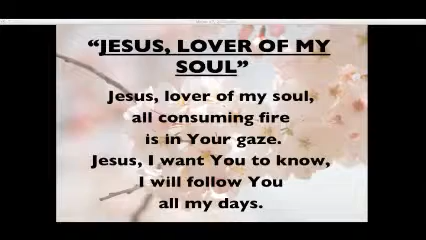 “JESUS, LOVER OF MY
SOUL”
Jesus, lover of my soul,
all consuming fire
is in Your gaze.
Jesus, I want You to know,
I will follow You
all my days.